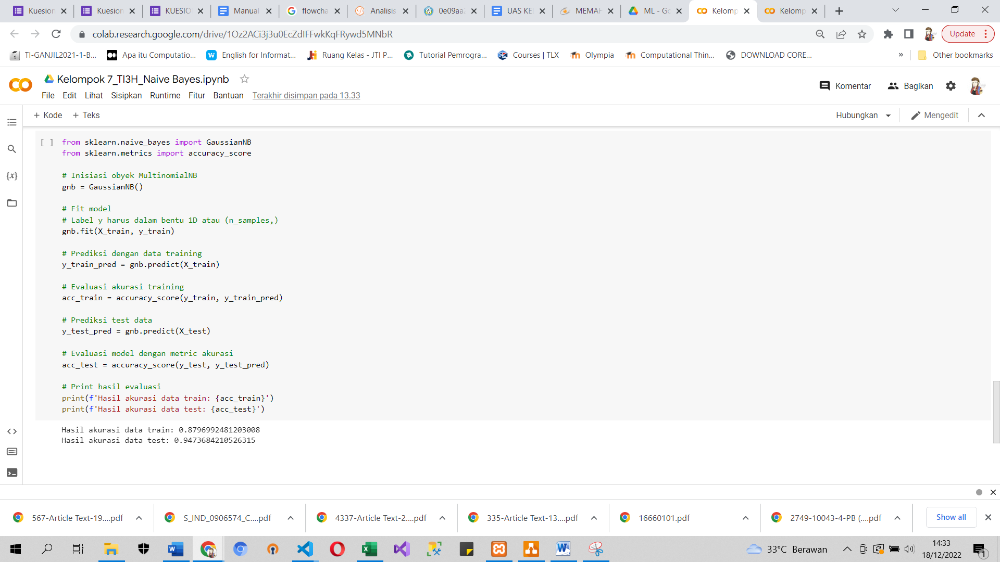 Kuesion
Kuesion
KUESIO
Manual
flowcha
Analisis
0e09aa2
UAS KEL
MEMAH
ML - Go
Kelomp
Kelomp
colab.research.google.com/drive/1Oz2ACi3j3u0EcZdIFFwkKqFRywd5MNbR
Update
TI-GANJIL2021-1-B...
Apa itu Computatio...
English for Informat...
Ruang Kelas - JTI P...
Tutorial Pemrogra...
Courses | TLX
Olympia
Computational Thin...
DOWNLOAD CORE...
»
Other bookmarks
Kelompok 7_TI3H_Naive Bayes.ipynb
File Edit Lihat Sisipkan Runtime Fitur Bantuan Terakhir disimpan pada 13.33
Komentar
Bagikan
+ Kode + Teks
Hubungkan
Mengedit
[ ] from sklearn.naive_bayes import GaussianNB
from sklearn.metrics import accuracy_score
# Inisiasi obyek MultinomialNB
gnb = GaussianNB()
# Fit model
# Label y harus dalam bentu 1D atau (n_samples,)
gnb.fit(X_train, y_train)
# Prediksi dengan data training
y_train_pred = gnb.predict(X_train)
# Evaluasi akurasi training
acc_train = accuracy_score(y_train, y_train_pred)
# Prediksi test data
y_test_pred = gnb.predict(X_test)
# Evaluasi model dengan metric akurasi
acc_test = accuracy_score(y_test, y_test_pred)
# Print hasil evaluasi
print(f'Hasil akurasi data train: {acc_train}')
print(f'Hasil akurasi data test: {acc_test}')
Hasil akurasi data train: 0.8796992481203008
Hasil akurasi data test: 0.9473684210526315
567-Article Text-19....pdf
S_IND_0906574_C....pdf
4337-Article Text-2....pdf
335-Article Text-13....pdf
16660101.pdf
2749-10043-4-PB (....pdf
Show all
33°C Berawan
14:33
18/12/2022
1